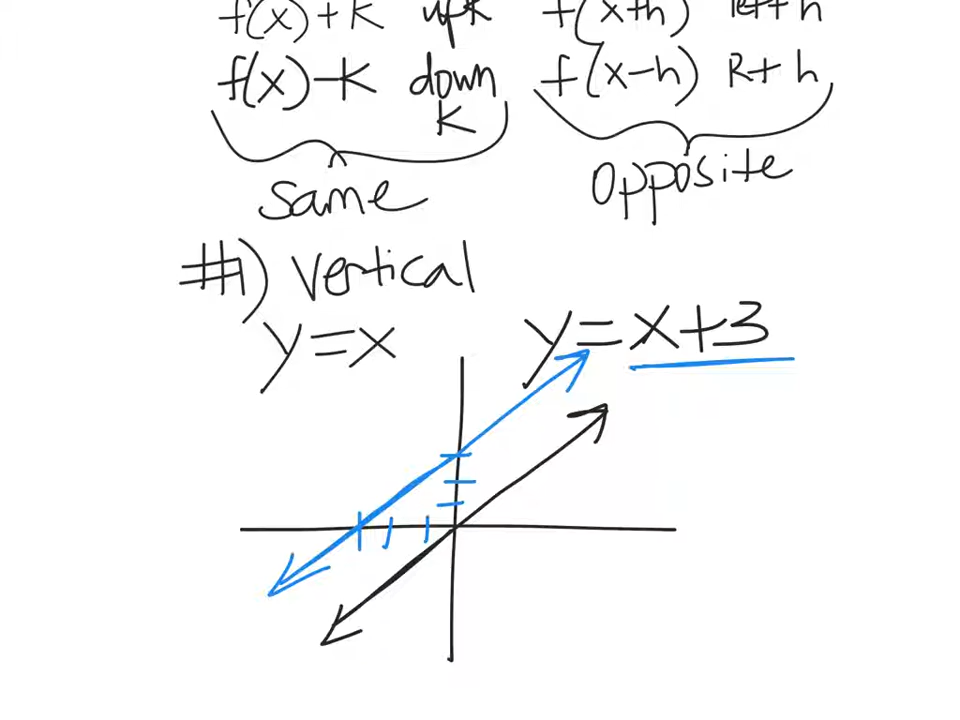 f(x)+K up K f(x+h) left h
f(x)-K down K f(x-h) R+ h
Same Opposite
#1) Vertical
y=x y=x+3